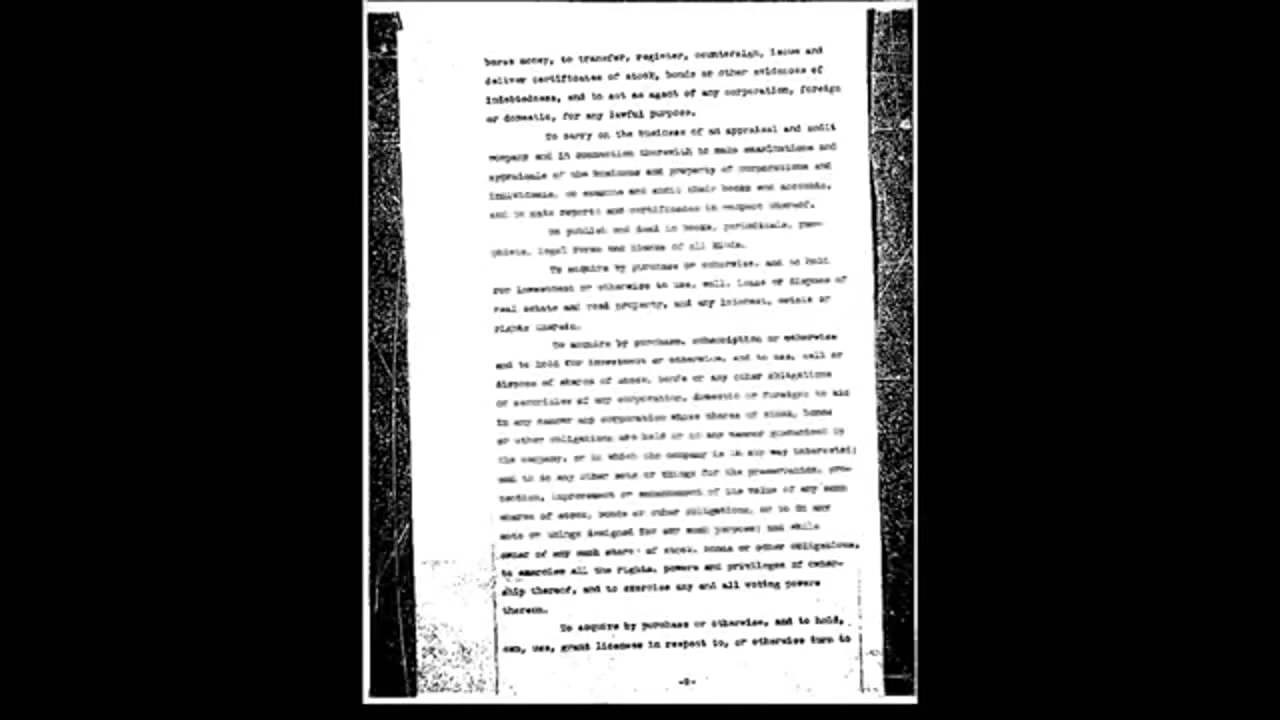 borse money, to transfer, register, countersign, issue and
deliver certificates of stock, bonds or other evidences of
indebtedness, and to act as agent of any corporation, foreign
or domestic, for any lawful purpose.
To carry on the business of an appraisal and audit
company and in connection therewith to make examinations and
appraisals of the business and property of corporations and
individuals, to examine and audit their books and accounts,
and to make reports and certificates in respect thereof.
To publish and deal in books, periodicals, pam-
phlets, legal forms and blanks of all kinds.
To acquire by purchase or otherwise, and to hold
for investment or otherwise to use, sell, lease or dispose of
real estate and real property, and any interest, estate or
rights therein.
To acquire by purchase, subscription or otherwise
and to hold for investment or otherwise, and to use, sell or
dispose of shares of stock, bonds or any other obligations
or securities of any corporation, domestic or foreign; to aid
in any manner any corporation whose shares of stock, bonds
or other obligations are held or in any manner guaranteed by
the company, or in which the company is in any way interested;
and to do any other acts or things for the preservation, pro-
tection, improvement or enhancement of the value of any such
shares of stock, bonds or other obligations, or to do any
acts or things designed for any such purpose; and while
owner of any such shares of stock, bonds or other obligations,
to exercise all the rights, powers and privileges of owner-
ship thereof, and to exercise any and all voting powers
thereon.
To acquire by purchase or otherwise, and to hold,
own, use, grant licenses in respect to, or otherwise turn to